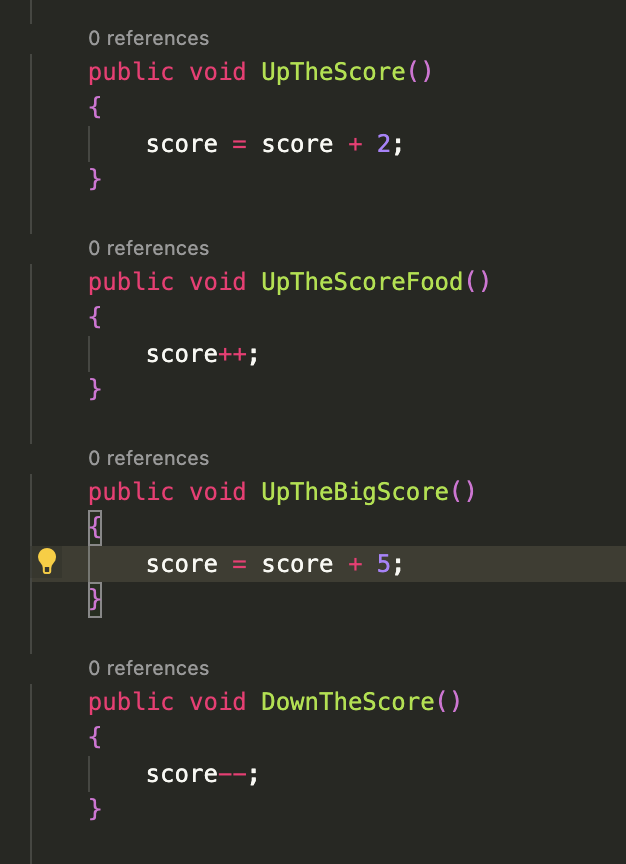 0 references
public void UpTheScore()
{
score = score + 2;
}
0 references
public void UpTheScoreFood()
{
score++;
}
0 references
public void UpTheBigScore()
{
score = score + 5;
}
0 references
public void DownTheScore()
{
score--;
}